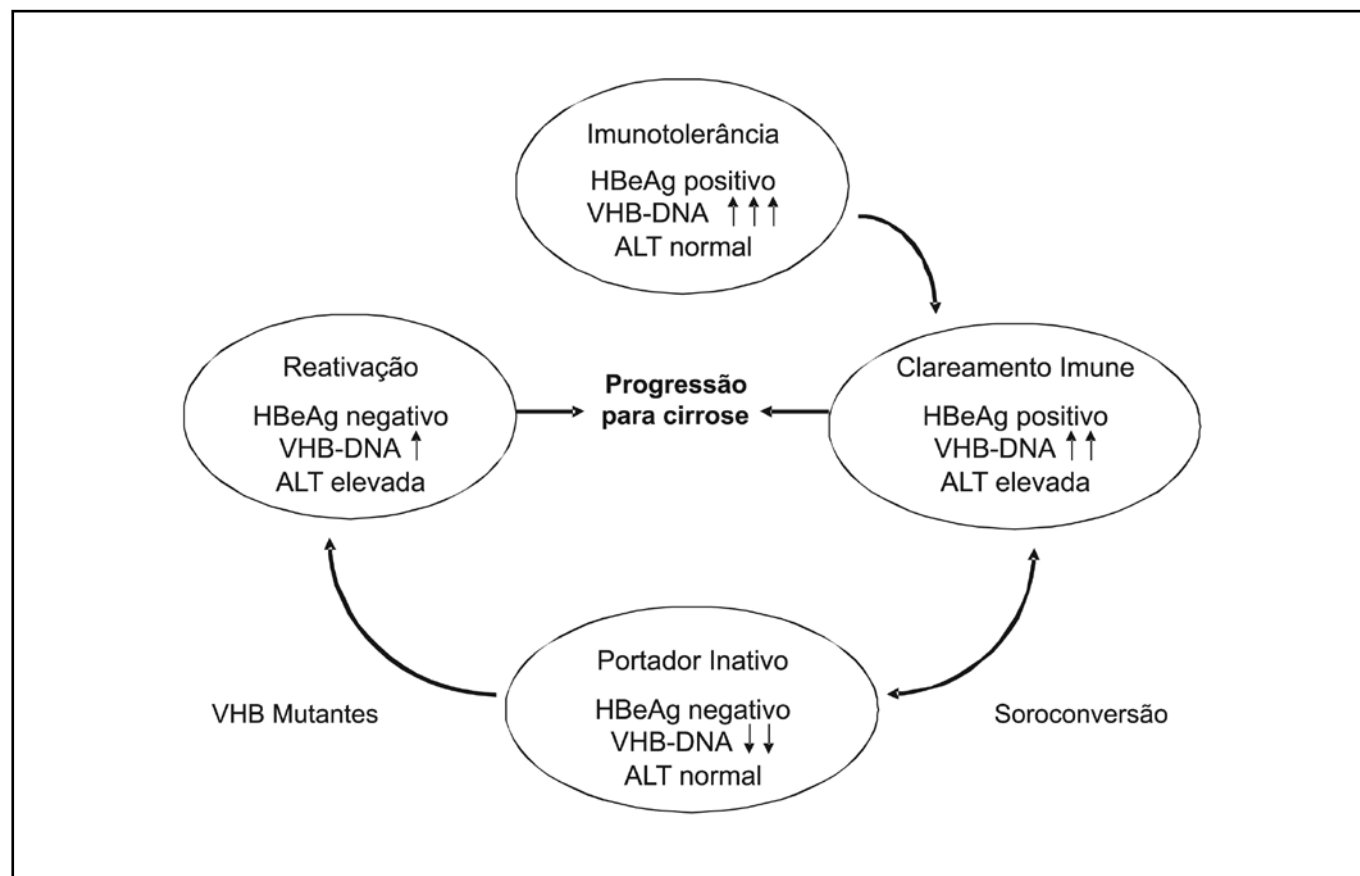 Imunotolerância
HBeAg positivo
VHB-DNA ↑↑↑
ALT normal
Reativação
HBeAg negativo
VHB-DNA ↑
ALT elevada
Progressão
para cirrose
Clareamento Imune
HBeAg positivo
VHB-DNA ↑↑
ALT elevada
VHB Mutantes
Portador Inativo
HBeAg negativo
VHB-DNA ↓↓
ALT normal
Soroconversão